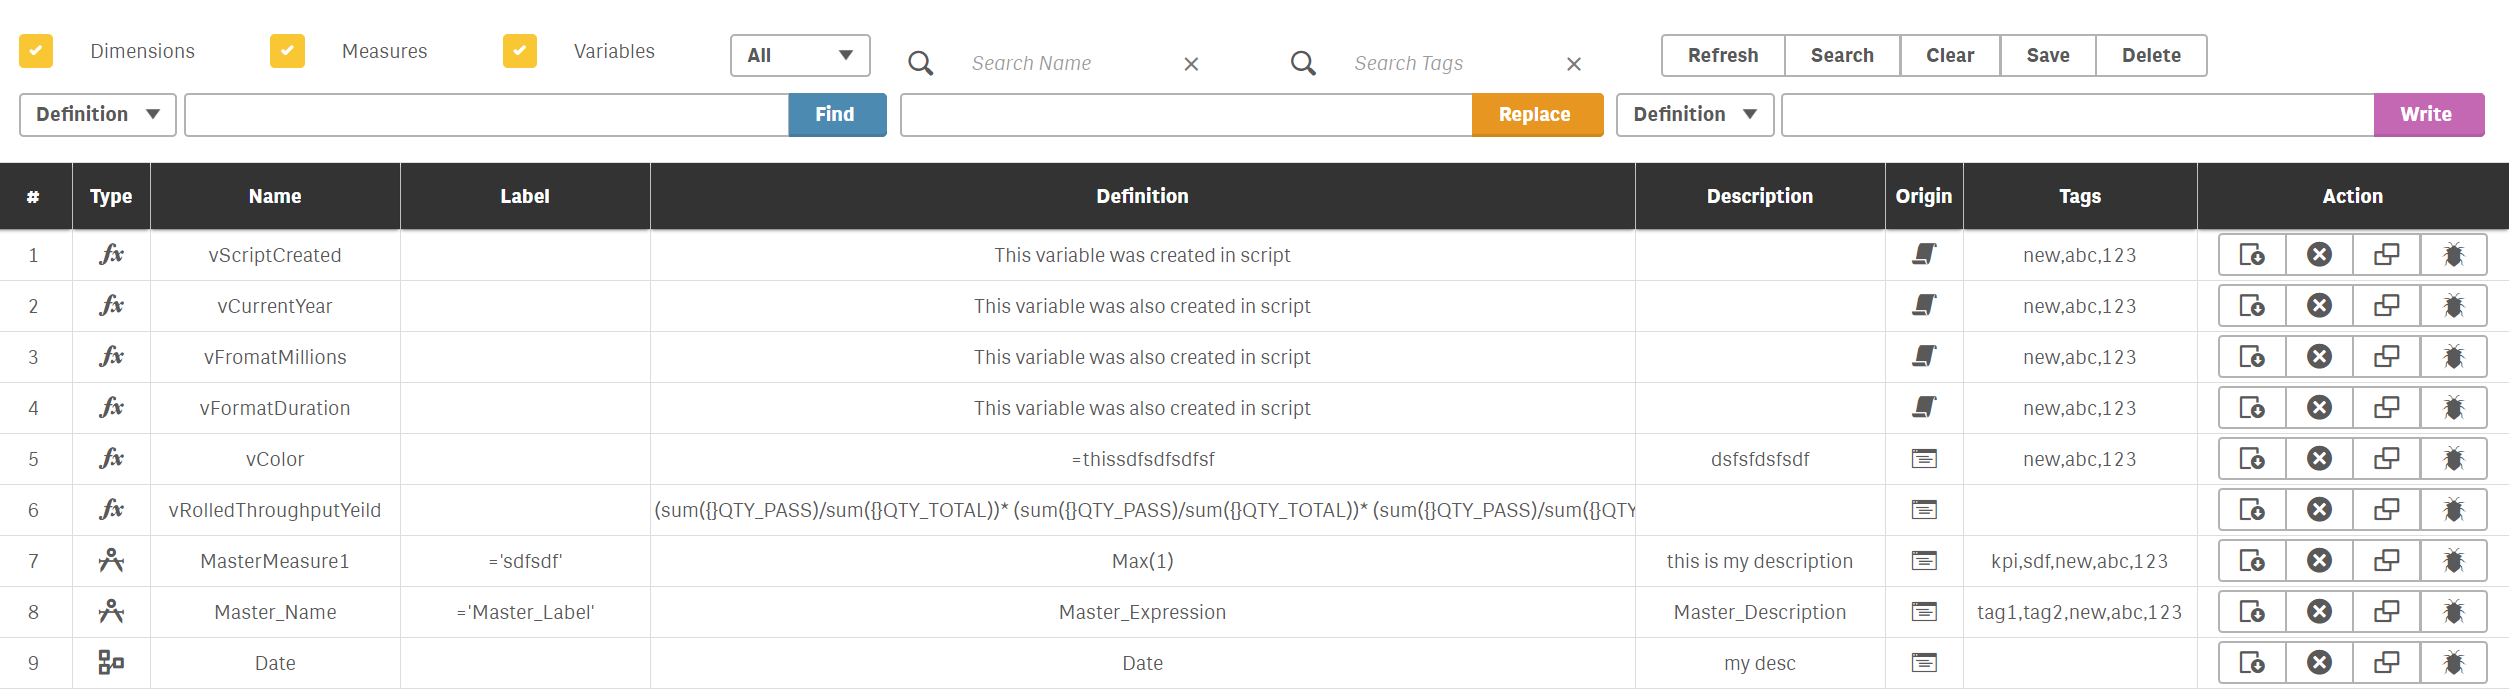 Dimensions Measures Variables All Search Name Search Tags Refresh Search Clear Save Delete
Definition Find Replace Definition Write
# Type Name Label Definition Description Origin Tags Action
1 fx vScriptCreated This variable was created in script new,abc,123
2 fx vCurrentYear This variable was also created in script new,abc,123
3 fx vFromatMillions This variable was also created in script new,abc,123
4 fx vFormatDuration This variable was also created in script new,abc,123
5 fx vColor =thissdfsdfsdfsf dsfsfdsfsdf new,abc,123
6 fx vRolledThroughputYeild (sum({}QTY_PASS)/sum({}QTY_TOTAL))* (sum({}QTY_PASS)/sum({}QTY_TOTAL))* (sum({}QTY_PASS)/sum({}QTY
7 MasterMeasure1 ='sdfsdf' Max(1) this is my description kpi,sdf,new,abc,123
8 Master_Name ='Master_Label' Master_Expression Master_Description tag1,tag2,new,abc,123
9 Date Date my desc